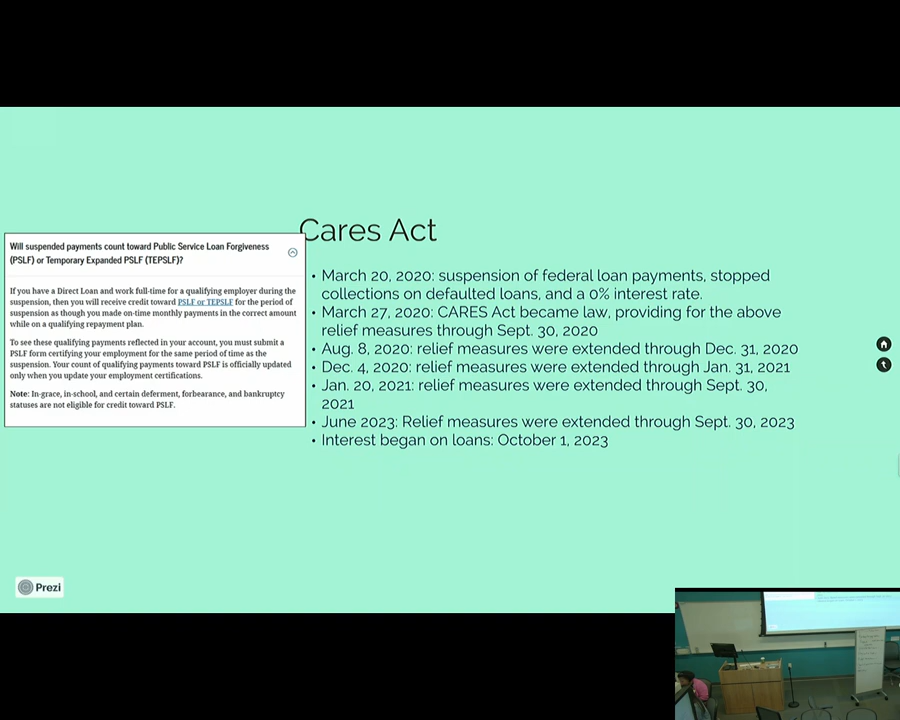 Cares Act
Will suspended payments count toward Public Service Loan Forgiveness
(PSLF) or Temporary Expanded PSLF (TEPSLF)?
If you have a Direct Loan and work full-time for a qualifying employer during the
suspension, then you will receive credit toward PSLF or TEPSLF for the period of
suspension as though you made on-time monthly payments in the correct amount
while on a qualifying repayment plan.
To see these qualifying payments reflected in your account, you must submit a
PSLF form certifying your employment for the same period of time as the
suspension. Your count of qualifying payments toward PSLF is officially updated
only when you update your employment certifications.
Note: In-grace, in-school, and certain deferment, forbearance, and bankruptcy
statuses are not eligible for credit toward PSLF.
• March 20, 2020: suspension of federal loan payments, stopped
collections on defaulted loans, and a 0% interest rate.
• March 27, 2020: CARES Act became law, providing for the above
relief measures through Sept. 30, 2020
• Aug. 8, 2020: relief measures were extended through Dec. 31, 2020
• Dec. 4, 2020: relief measures were extended through Jan. 31, 2021
• Jan. 20, 2021: relief measures were extended through Sept. 30,
2021
• June 2023: Relief measures were extended through Sept. 30, 2023
• Interest began on loans: October 1, 2023
Prezi